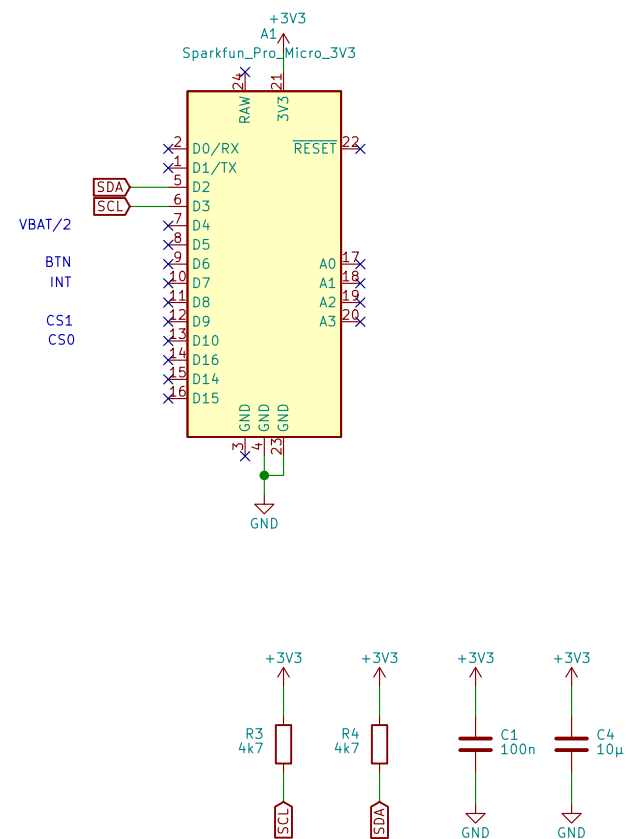 +3V3
A1
Sparkfun_Pro_Micro_3V3
24
21
RAW
3V3
2 D0/RX
RESET 22
1 D1/TX
SDA 5 D2
SCL 6 D3
VBAT/2 7 D4
8 D5
BTN 9 D6
A0 17
INT 10 D7
A1 18
11 D8
A2 19
CS1 12 D9
A3 20
CS0 13 D10
14 D16
15 D14
16 D15
GND GND GND
3 4 23
GND
+3V3 +3V3 +3V3 +3V3
R3 R4 C1 C4
4k7 4k7 100n 10µ
SCL SDA GND GND